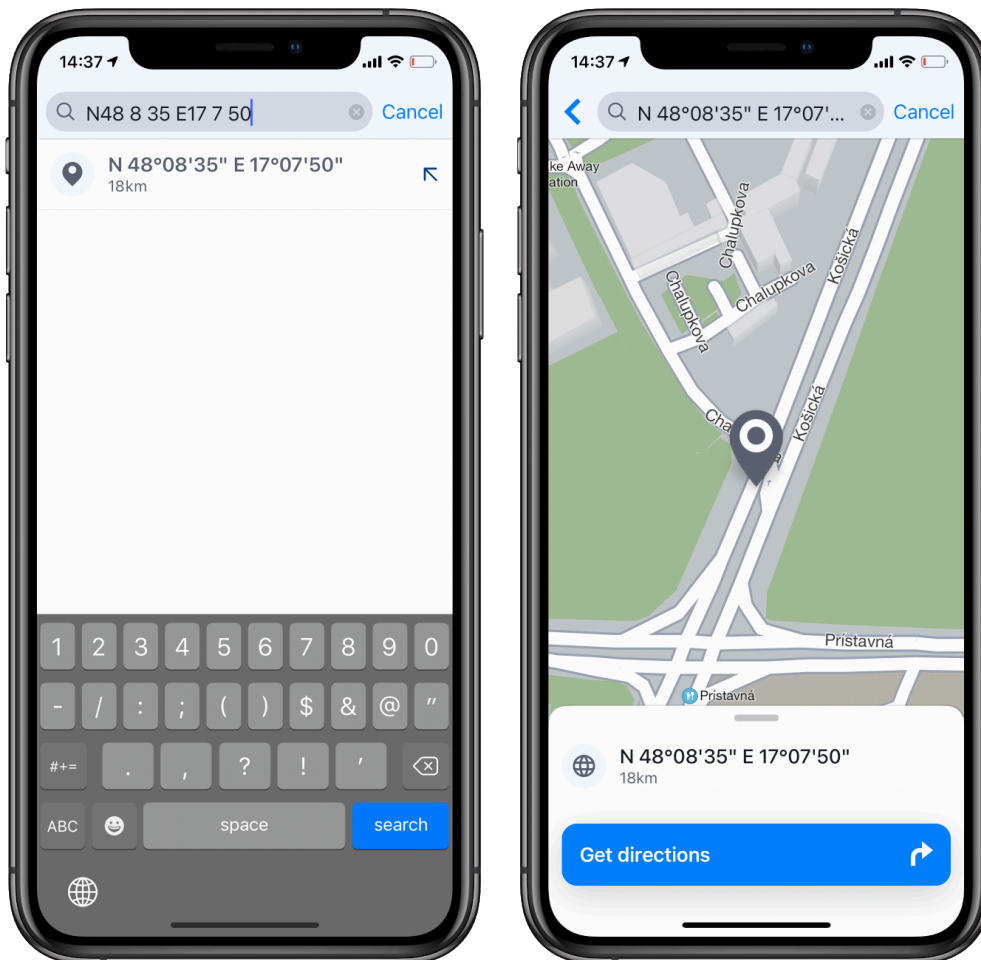 14:37
N48 8 35 E17 7 50
Cancel
N 48°08'35" E 17°07'50"
18km
1 2 3 4 5 6 7 8 9 0
- / : ; ( ) $ & @ "
#+= . , ? ! '
ABC space search
14:37
N 48°08'35" E 17°07'...
Cancel
ke Away
ation
Chalupkova
Košická
Chalupkova
Chalupkova
Košická
Cha
Prístavná
Prístavná
N 48°08'35" E 17°07'50"
18km
Get directions